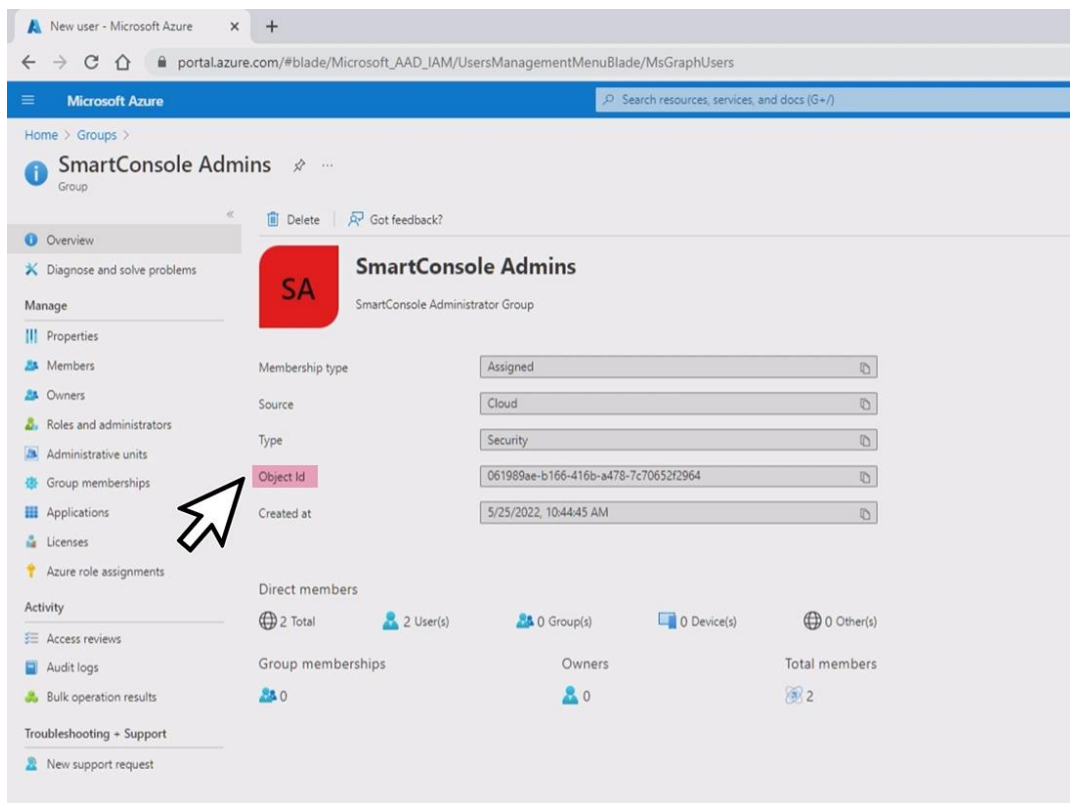 New user - Microsoft Azure
portal.azure.com/#blade/Microsoft_AAD_IAM/UsersManagementMenuBlade/MsGraphUsers
Microsoft Azure
Search resources, services, and docs (G+/)
Home > Groups >
SmartConsole Admins
Group
Delete
Got feedback?
Overview
Diagnose and solve problems
Manage
Properties
Members
Owners
Roles and administrators
Administrative units
Group memberships
Applications
Licenses
Azure role assignments
Activity
Access reviews
Audit logs
Bulk operation results
Troubleshooting + Support
New support request
SA
SmartConsole Admins
SmartConsole Administrator Group
Membership type Assigned
Source Cloud
Type Security
Object Id 061989ae-b166-416b-a478-7c70652f2964
Created at 5/25/2022, 10:44:45 AM
Direct members
2 Total 2 User(s) 0 Group(s) 0 Device(s) 0 Other(s)
Group memberships Owners Total members
0 0 2